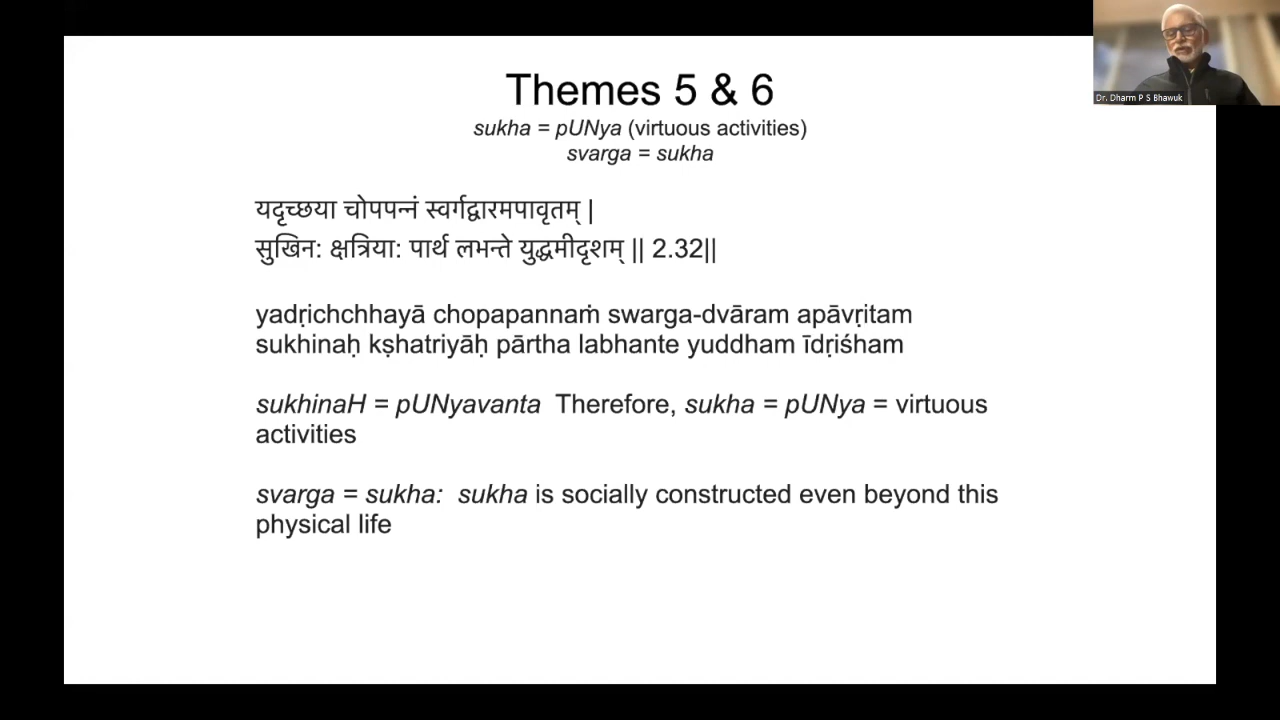 Dr. Dharm P S Bhawuk
Themes 5 & 6
sukha = pUNya (virtuous activities)
svarga = sukha
यदृच्छया चोपपन्नं स्वर्गद्वारमपावृतम् |
सुखिन: क्षत्रिया: पार्थ लभन्ते युद्धमीदृशम् || 2.32||
yadṛichchhayā chopapannaṁ swarga-dvāram apāvṛitam
sukhinaḥ kṣhatriyāḥ pārtha labhante yuddham īdṛiśham
sukhinaH = pUNyavanta  Therefore, sukha = pUNya = virtuous
activities
svarga = sukha:  sukha is socially constructed even beyond this
physical life